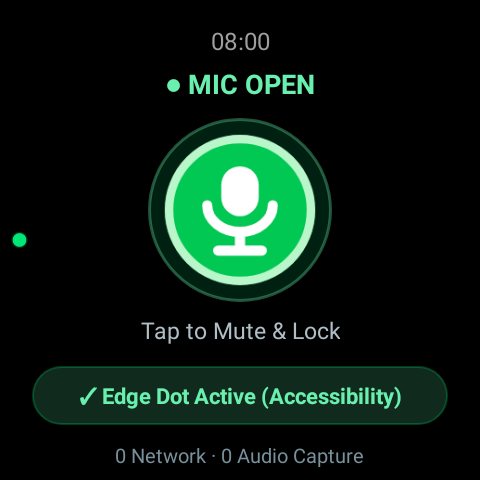 08:00
● MIC OPEN
Tap to Mute & Lock
✓ Edge Dot Active (Accessibility)
0 Network · 0 Audio Capture